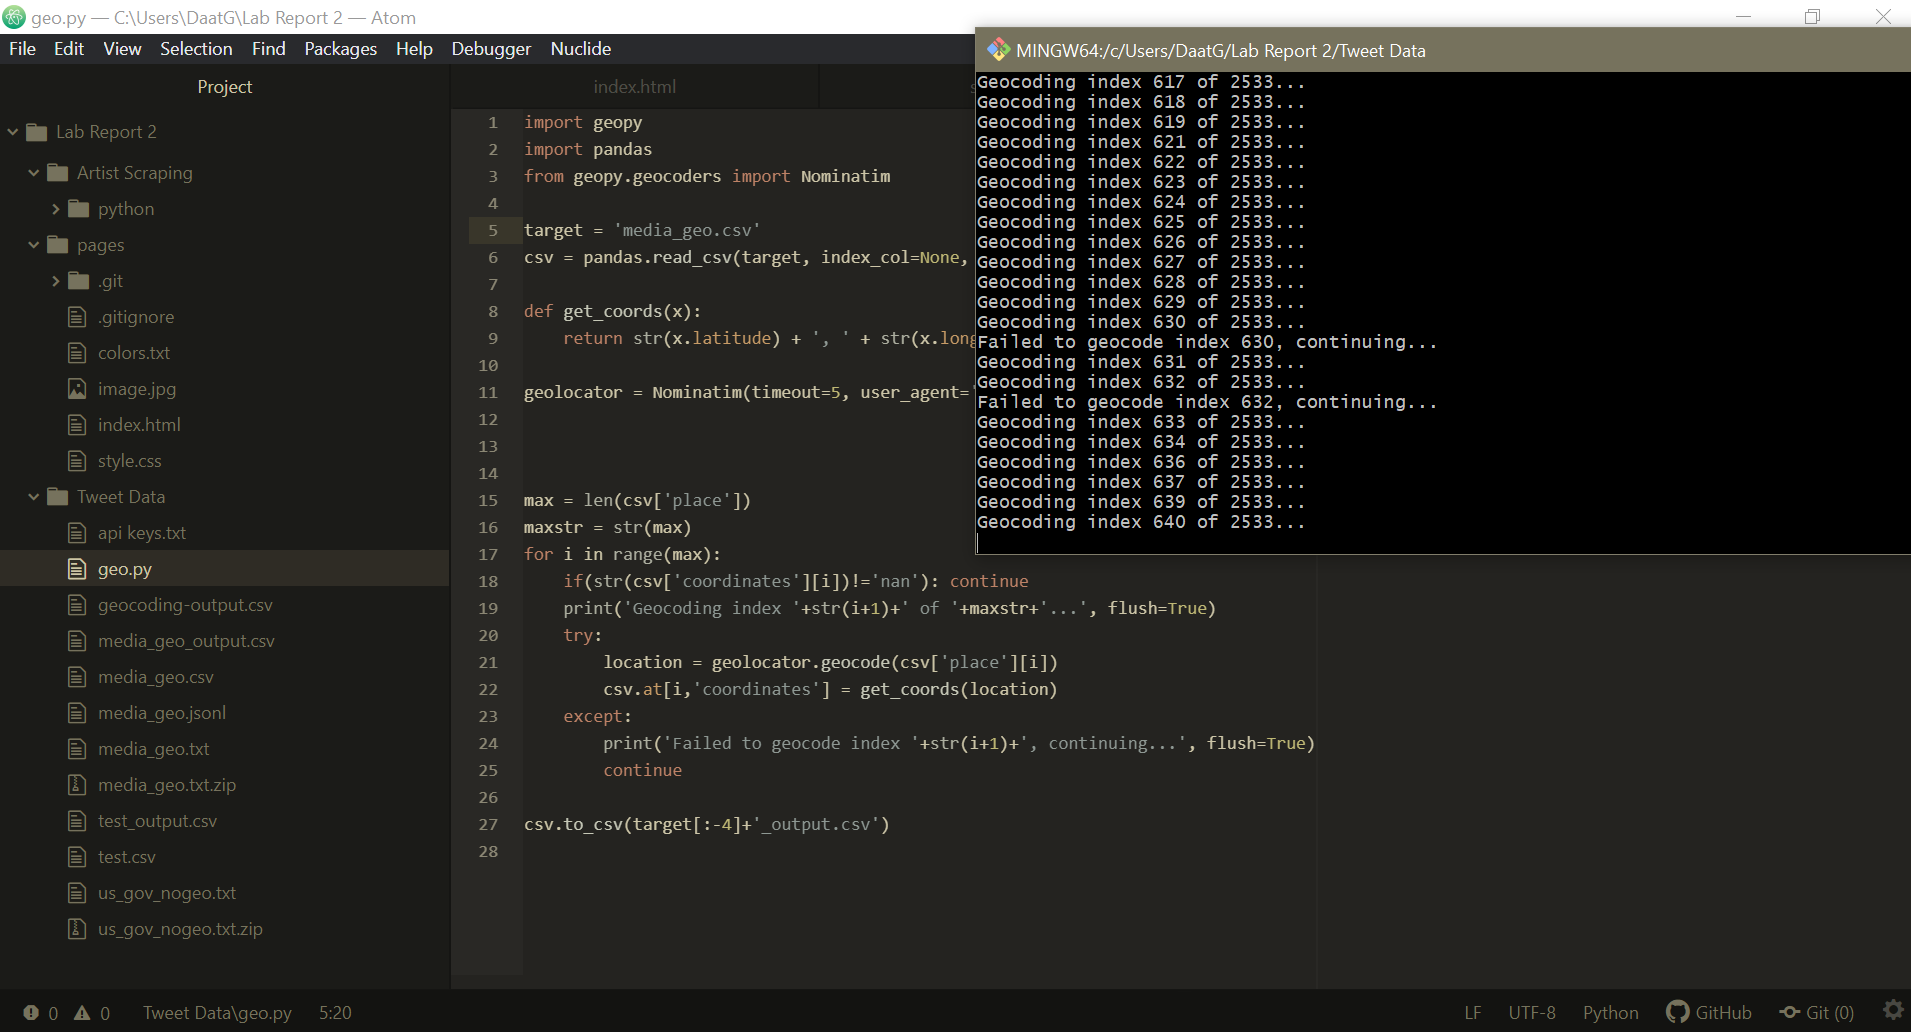 geo.py — C:\Users\DaatG\Lab Report 2 — Atom
File Edit View Selection Find Packages Help Debugger Nuclide
Project
Lab Report 2
Artist Scraping
python
pages
.git
.gitignore
colors.txt
image.jpg
index.html
style.css
Tweet Data
api keys.txt
geo.py
geocoding-output.csv
media_geo_output.csv
media_geo.csv
media_geo.jsonl
media_geo.txt
media_geo.txt.zip
test_output.csv
test.csv
us_gov_nogeo.txt
us_gov_nogeo.txt.zip
index.html
1 import geopy
2 import pandas
3 from geopy.geocoders import Nominatim
4
5 target = 'media_geo.csv'
6 csv = pandas.read_csv(target, index_col=None,
7
8 def get_coords(x):
9     return str(x.latitude) + ', ' + str(x.long
10
11 geolocator = Nominatim(timeout=5, user_agent='
12
13
14
15 max = len(csv['place'])
16 maxstr = str(max)
17 for i in range(max):
18     if(str(csv['coordinates'][i])!='nan'): continue
19     print('Geocoding index '+str(i+1)+' of '+maxstr+'...', flush=True)
20     try:
21         location = geolocator.geocode(csv['place'][i])
22         csv.at[i,'coordinates'] = get_coords(location)
23     except:
24         print('Failed to geocode index '+str(i+1)+', continuing...', flush=True)
25         continue
26
27 csv.to_csv(target[:-4]+'_output.csv')
28
MINGW64:/c/Users/DaatG/Lab Report 2/Tweet Data
Geocoding index 617 of 2533...
Geocoding index 618 of 2533...
Geocoding index 619 of 2533...
Geocoding index 621 of 2533...
Geocoding index 622 of 2533...
Geocoding index 623 of 2533...
Geocoding index 624 of 2533...
Geocoding index 625 of 2533...
Geocoding index 626 of 2533...
Geocoding index 627 of 2533...
Geocoding index 628 of 2533...
Geocoding index 629 of 2533...
Geocoding index 630 of 2533...
Failed to geocode index 630, continuing...
Geocoding index 631 of 2533...
Geocoding index 632 of 2533...
Failed to geocode index 632, continuing...
Geocoding index 633 of 2533...
Geocoding index 634 of 2533...
Geocoding index 636 of 2533...
Geocoding index 637 of 2533...
Geocoding index 639 of 2533...
Geocoding index 640 of 2533...
0 0 Tweet Data\geo.py 5:20 LF UTF-8 Python GitHub Git (0)